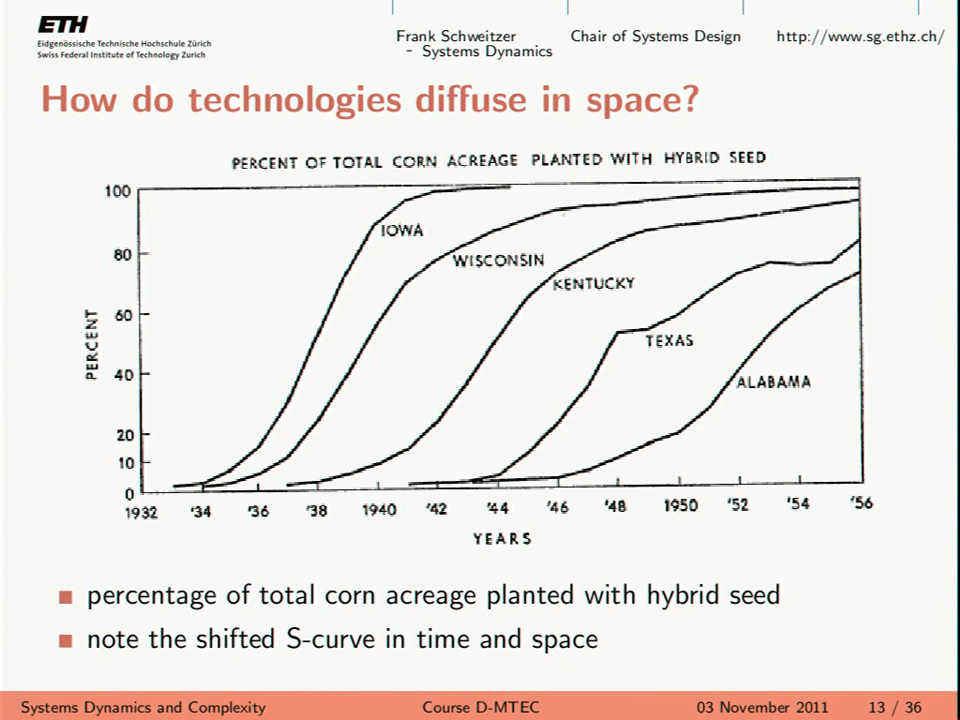 ETH
Eidgenössische Technische Hochschule Zürich
Swiss Federal Institute of Technology Zurich
Frank Schweitzer
- Systems Dynamics
Chair of Systems Design
http://www.sg.ethz.ch/
How do technologies diffuse in space?
PERCENT OF TOTAL CORN ACREAGE PLANTED WITH HYBRID SEED
100
80
60
40
20
10
0
PERCENT
IOWA
WISCONSIN
KENTUCKY
TEXAS
ALABAMA
1932 '34 '36 '38 1940 '42 '44 '46 '48 1950 '52 '54 '56
YEARS
percentage of total corn acreage planted with hybrid seed
note the shifted S-curve in time and space
Systems Dynamics and Complexity Course D-MTEC 03 November 2011 13 / 36